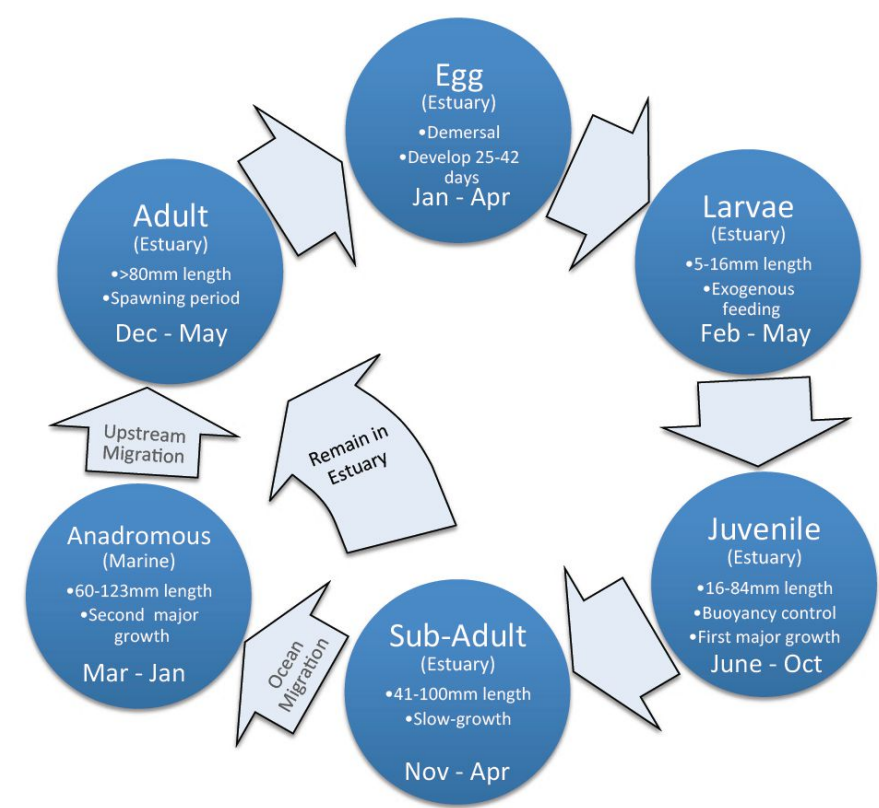 Egg
(Estuary)
•Demersal
•Develop 25-42
days
Jan - Apr
Larvae
(Estuary)
•5-16mm length
•Exogenous
feeding
Feb - May
Juvenile
(Estuary)
•16-84mm length
•Buoyancy control
•First major growth
June - Oct
Sub-Adult
(Estuary)
•41-100mm length
•Slow-growth
Nov - Apr
Ocean
Migration
Anadromous
(Marine)
•60-123mm length
•Second major
growth
Mar - Jan
Upstream
Migration
Remain in
Estuary
Adult
(Estuary)
•>80mm length
•Spawning period
Dec - May